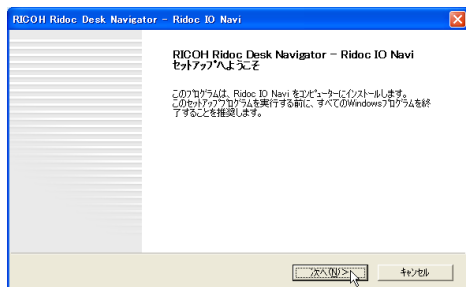 RICOH Ridoc Desk Navigator - Ridoc IO Navi
RICOH Ridoc Desk Navigator - Ridoc IO Navi
ｾｯﾄｱｯﾌﾟへようこそ
このﾌﾟﾛｸﾞﾗﾑは、Ridoc IO Navi をｺﾝﾋﾟｭｰﾀｰにｲﾝｽﾄｰﾙします。
このｾｯﾄｱｯﾌﾟﾌﾟﾛｸﾞﾗﾑを実行する前に、すべてのWindowsﾌﾟﾛｸﾞﾗﾑを終
了することを推奨します。
次へ(N)>
ｷｬﾝｾﾙ